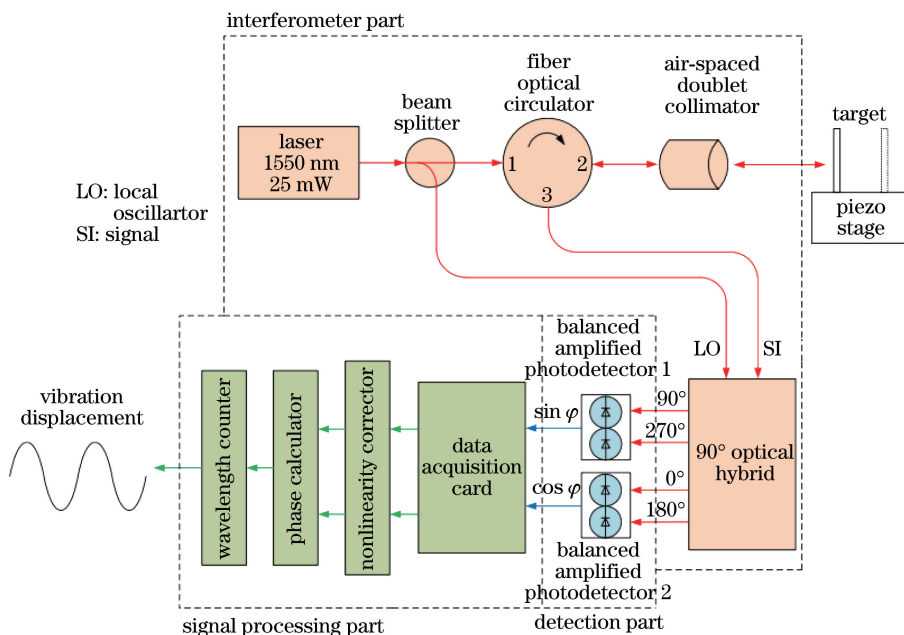 interferometer part
laser
1550 nm
25 mW
beam
splitter
fiber
optical
circulator
1
2
3
air-spaced
doublet
collimator
target
piezo
stage
LO: local
oscillartor
SI: signal
LO
SI
90° optical
hybrid
balanced
amplified
photodetector 1
90°
270°
0°
180°
balanced
amplified
photodetector 2
sin φ
cos φ
data
acquisition
card
nonlinearity corrector
phase calculator
wavelength counter
vibration
displacement
signal processing part
detection part